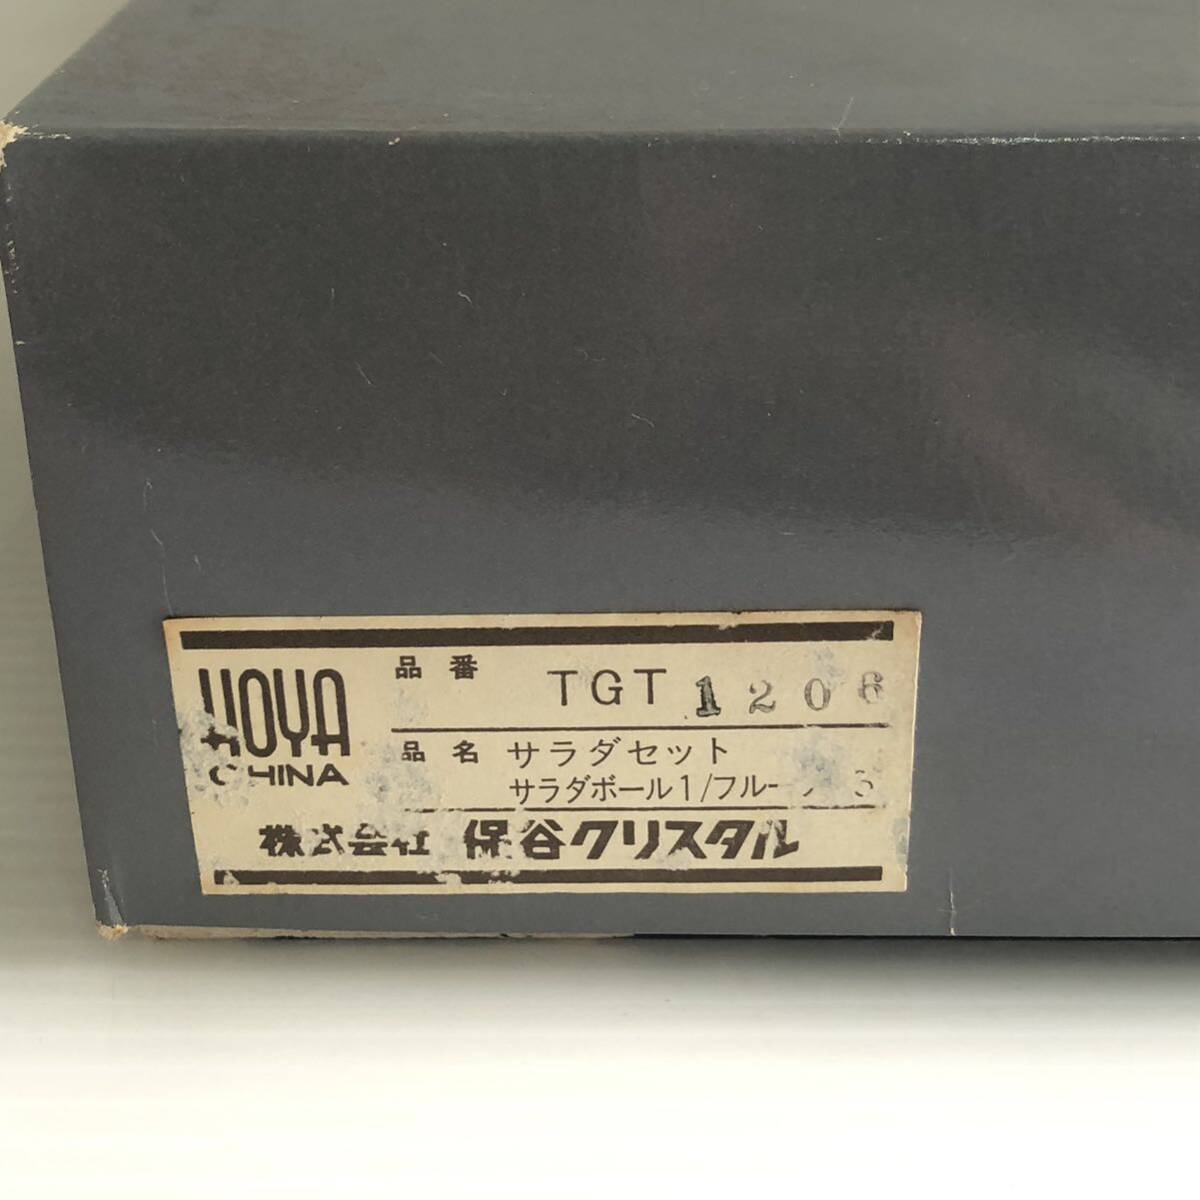 HOYA
CHINA
品番 TGT 1206
品名 サラダセット
サラダボール1/フルー
株式会社 保谷クリスタル